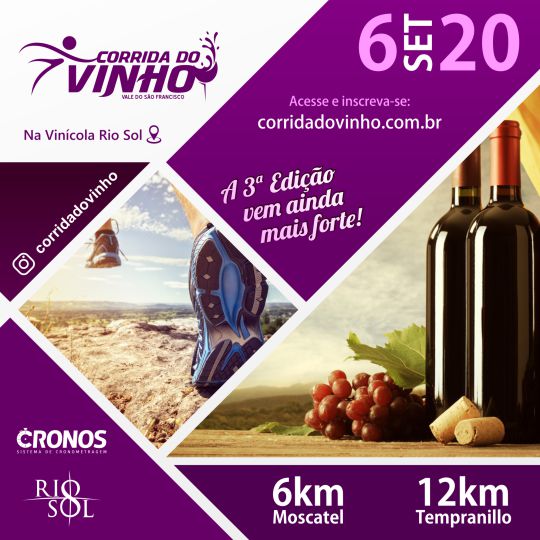 CORRIDA DO
VINHO
VALE DO SÃO FRANCISCO
Na Vinícola Rio Sol
6 SET 20
Acesse e inscreva-se:
corridadovinho.com.br
corridadovinho
A 3ª Edição
vem ainda
mais forte!
CRONOS
SISTEMA DE CRONOMETRAGEM
RIO
SOL
6km
Moscatel
12km
Tempranillo